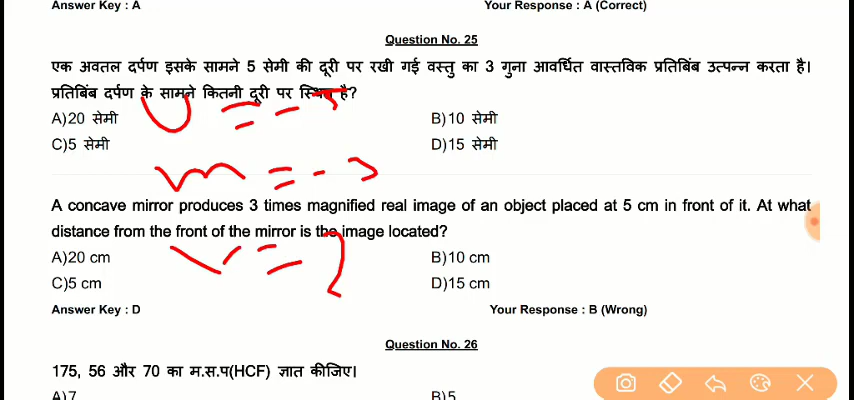 Answer Key : A
Your Response : A (Correct)
Question No. 25
एक अवतल दर्पण इसके सामने 5 सेमी की दूरी पर रखी गई वस्तु का 3 गुना आवर्धित वास्तविक प्रतिबिंब उत्पन्न करता है।
प्रतिबिंब दर्पण के सामने कितनी दूरी पर स्थित है?
A)20 सेमी
B)10 सेमी
C)5 सेमी
D)15 सेमी
A concave mirror produces 3 times magnified real image of an object placed at 5 cm in front of it. At what
distance from the front of the mirror is the image located?
A)20 cm
B)10 cm
C)5 cm
D)15 cm
Answer Key : D
Your Response : B (Wrong)
Question No. 26
175, 56 और 70 का म.स.प(HCF) ज्ञात कीजिए।
A)7
B)5